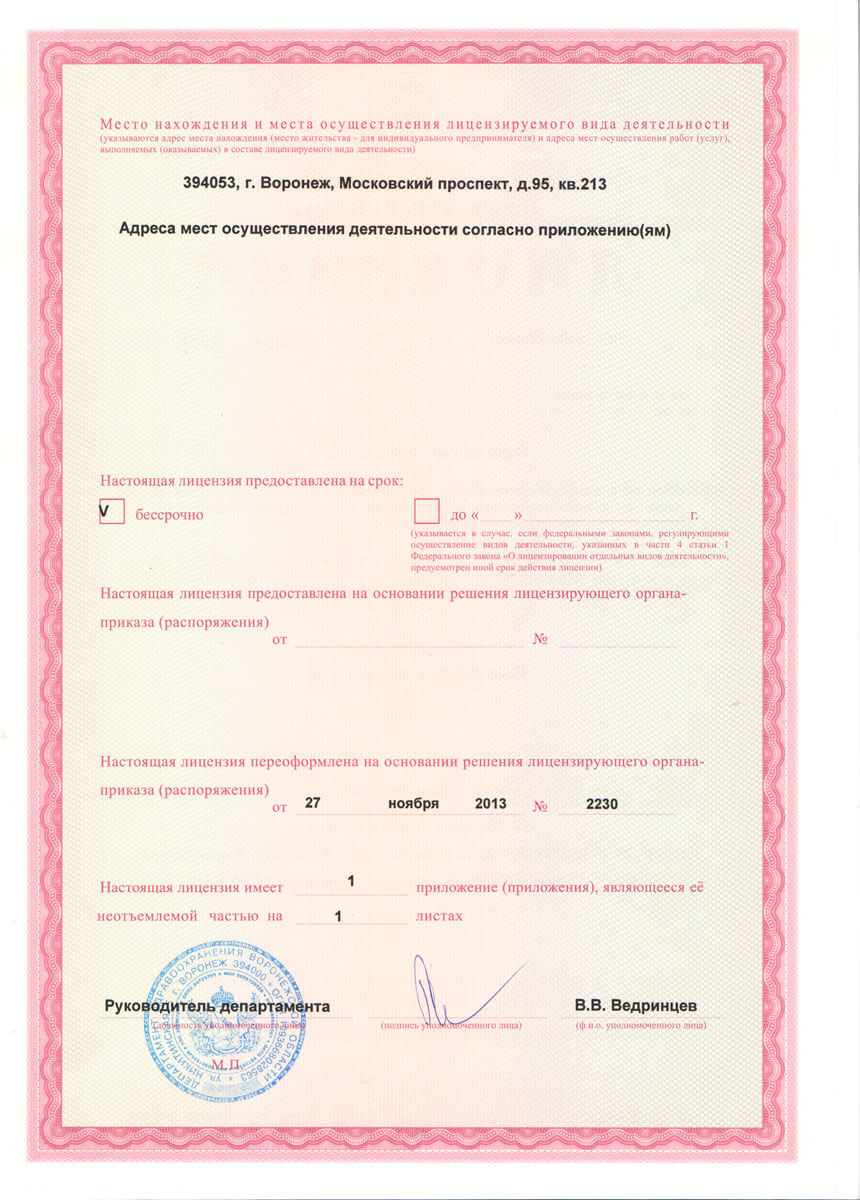 Место нахождения и места осуществления лицензируемого вида деятельности
(указываются адрес места нахождения (место жительства - для индивидуального предпринимателя) и адреса мест осуществления работ (услуг),
выполняемых (оказываемых) в составе лицензируемого вида деятельности)
394053, г. Воронеж, Московский проспект, д.95, кв.213
Адреса мест осуществления деятельности согласно приложению(ям)
Настоящая лицензия предоставлена на срок:
V бессрочно до « » г.
(указывается в случае, если федеральными законами, регулирующими
осуществление видов деятельности, указанных в части 4 статьи 1
Федерального закона «О лицензировании отдельных видов деятельности»,
предусмотрен иной срок действия лицензии)
Настоящая лицензия предоставлена на основании решения лицензирующего органа-
приказа (распоряжения)
от №
Настоящая лицензия переоформлена на основании решения лицензирующего органа-
приказа (распоряжения)
от 27 ноября 2013 № 2230
Настоящая лицензия имеет 1 приложение (приложения), являющееся её
неотъемлемой частью на 1 листах
Руководитель департамента В.В. Ведринцев
(должность уполномоченного лица) (подпись уполномоченного лица) (ф.и.о. уполномоченного лица)
М.П.
ДЕПАРТАМЕНТ ЗДРАВООХРАНЕНИЯ ВОРОНЕЖСКОЙ ОБЛАСТИ
г. ВОРОНЕЖ 394000
ул. НИКИТИНСКАЯ